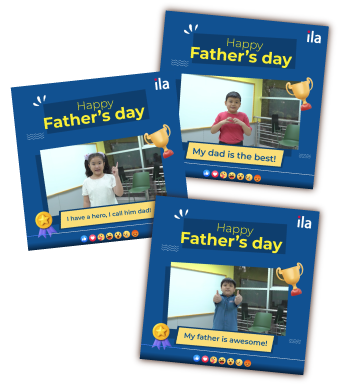 ila
Happy
Father's day
My dad is the best!
ila
Happy
Father's day
I have a hero, I call him dad!
ila
Happy
Father's day
My father is awesome!